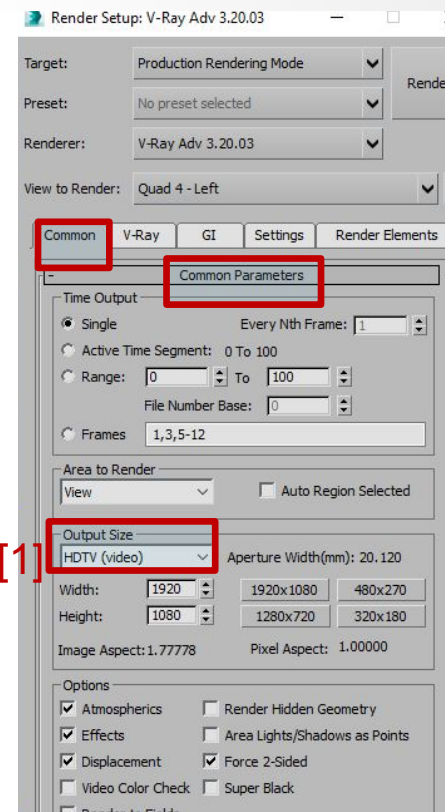 Render Setup: V-Ray Adv 3.20.03
Target: Production Rendering Mode
Rende
Preset: No preset selected
Renderer: V-Ray Adv 3.20.03
View to Render: Quad 4 - Left
Common V-Ray GI Settings Render Elements
- Common Parameters
Time Output
Single Every Nth Frame: 1
Active Time Segment: 0 To 100
Range: 0 To 100
File Number Base: 0
Frames 1,3,5-12
Area to Render
View Auto Region Selected
Output Size
[1] HDTV (video) Aperture Width(mm): 20.120
Width: 1920 1920x1080 480x270
Height: 1080 1280x720 320x180
Image Aspect: 1.77778 Pixel Aspect: 1.00000
Options
Atmospherics Render Hidden Geometry
Effects Area Lights/Shadows as Points
Displacement Force 2-Sided
Video Color Check Super Black